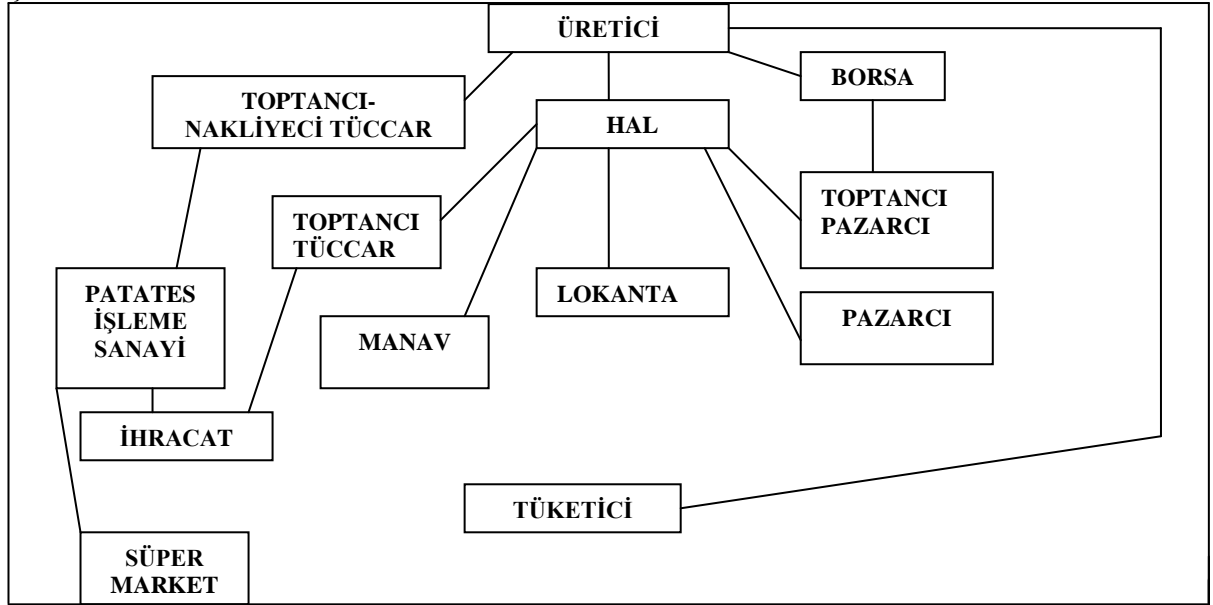 ÜRETİCİ
BORSA
TOPTANCI-
NAKLİYECİ TÜCCAR
HAL
TOPTANCI
PAZARCI
TOPTANCI
TÜCCAR
PATATES
İŞLEME
SANAYİ
LOKANTA
PAZARCI
MANAV
İHRACAT
TÜKETİCİ
SÜPER
MARKET